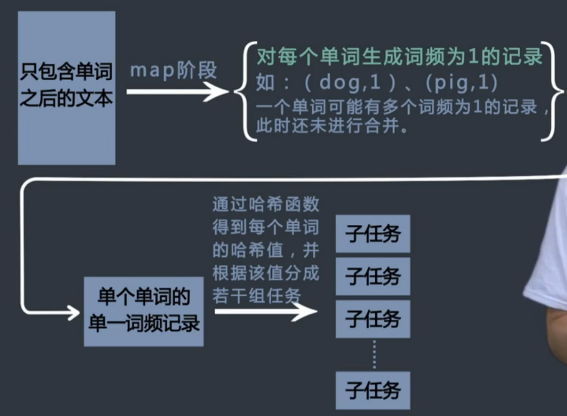 只包含单词
之后的文本
map阶段
对每个单词生成词频为1的记录
如：（dog,1）、(pig,1)
一个单词可能有多个词频为1的记录，
此时还未进行合并。
单个单词的
单一词频记录
通过哈希函数
得到每个单词
的哈希值，并
根据该值分成
若干组任务
子任务
子任务
子任务
子任务